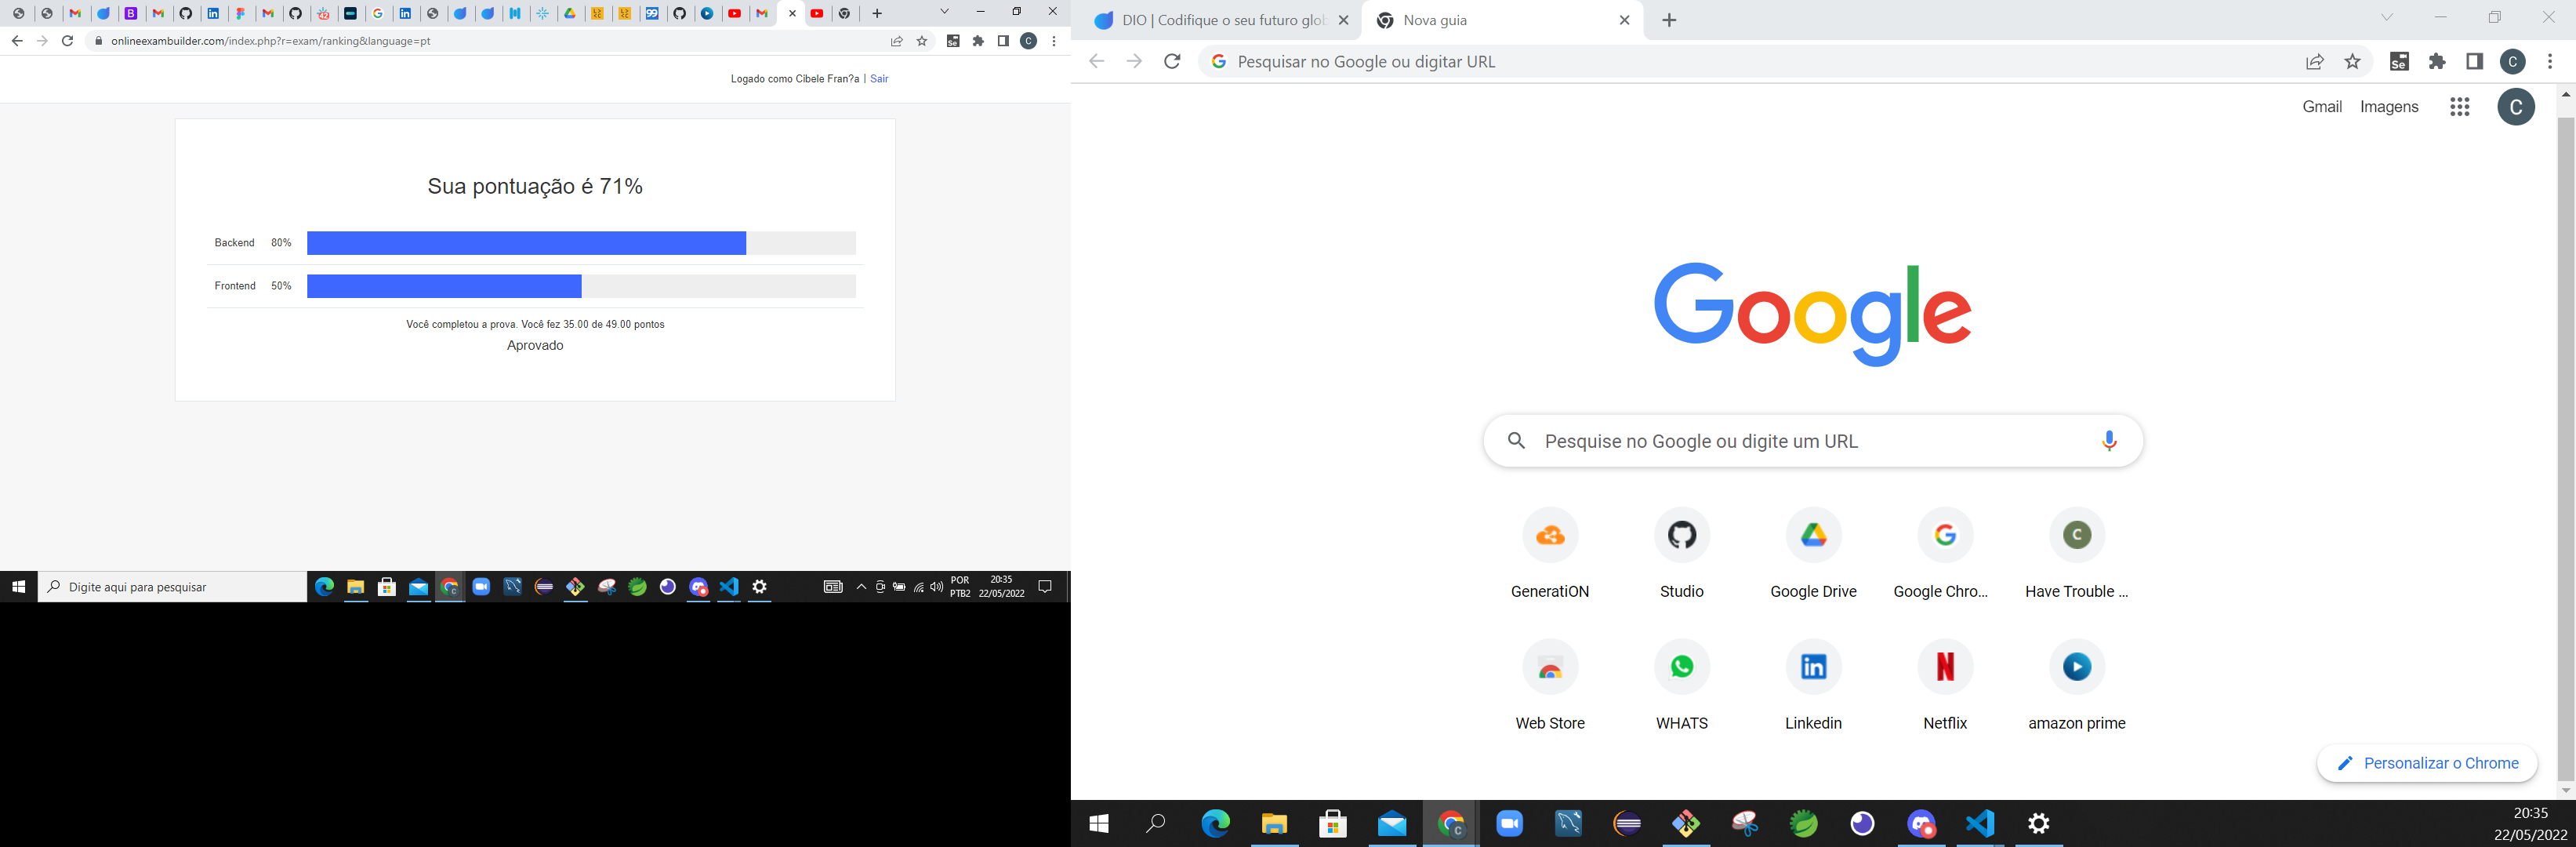 onlineexambuilder.com/index.php?r=exam/ranking&language=pt
Logado como Cibele Fran?a | Sair
Sua pontuação é 71%
Backend 80%
Frontend 50%
Você completou a prova. Você fez 35.00 de 49.00 pontos
Aprovado
Digite aqui para pesquisar
POR
PTB2
20:35
22/05/2022
DIO | Codifique o seu futuro glob
Nova guia
Pesquisar no Google ou digitar URL
Gmail Imagens
C
Google
Pesquise no Google ou digite um URL
GeneratiON Studio Google Drive Google Chro... Have Trouble ...
Web Store WHATS Linkedin Netflix amazon prime
Personalizar o Chrome
20:35
22/05/2022